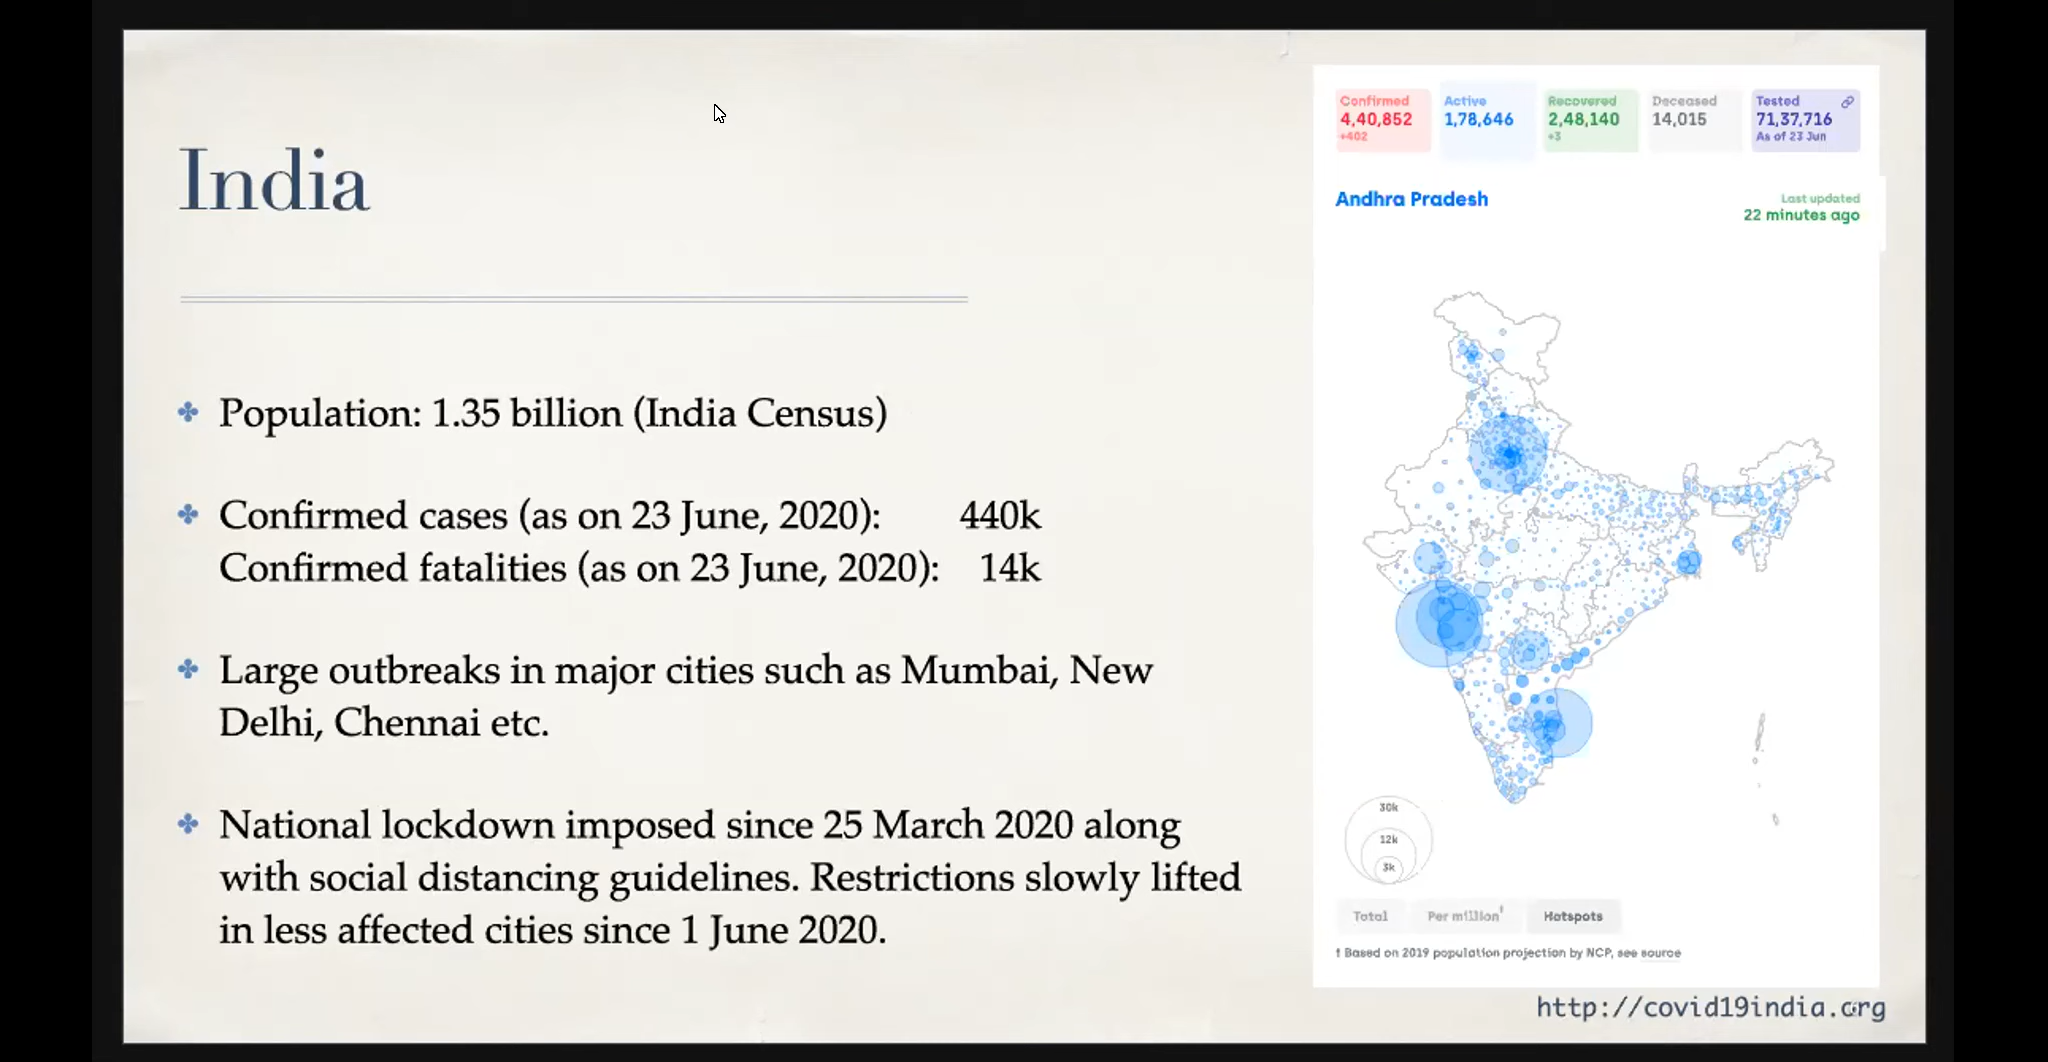 India
Population: 1.35 billion (India Census)
Confirmed cases (as on 23 June, 2020): 440k
Confirmed fatalities (as on 23 June, 2020): 14k
Large outbreaks in major cities such as Mumbai, New
Delhi, Chennai etc.
National lockdown imposed since 25 March 2020 along
with social distancing guidelines. Restrictions slowly lifted
in less affected cities since 1 June 2020.
Confirmed Active Recovered Deceased Tested
4,40,852 1,78,646 2,48,140 14,015 71,37,716
+402 +3 As of 23 Jun
Andhra Pradesh
Last updated
22 minutes ago
30k
12k
3k
Total Per million† Hotspots
† Based on 2019 population projection by NCP, see source
http://covid19india.org